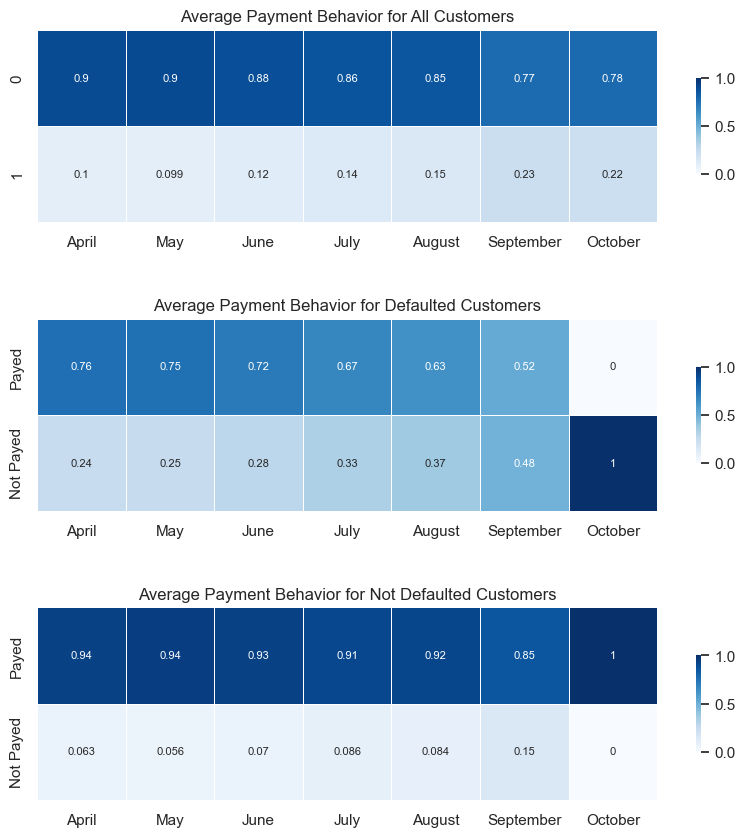 Average Payment Behavior for All Customers
0 0.9 0.9 0.88 0.86 0.85 0.77 0.78
1 0.1 0.099 0.12 0.14 0.15 0.23 0.22
April May June July August September October
1.0
0.5
0.0
Average Payment Behavior for Defaulted Customers
Payed 0.76 0.75 0.72 0.67 0.63 0.52 0
Not Payed 0.24 0.25 0.28 0.33 0.37 0.48 1
April May June July August September October
1.0
0.5
0.0
Average Payment Behavior for Not Defaulted Customers
Payed 0.94 0.94 0.93 0.91 0.92 0.85 1
Not Payed 0.063 0.056 0.07 0.086 0.084 0.15 0
April May June July August September October
1.0
0.5
0.0